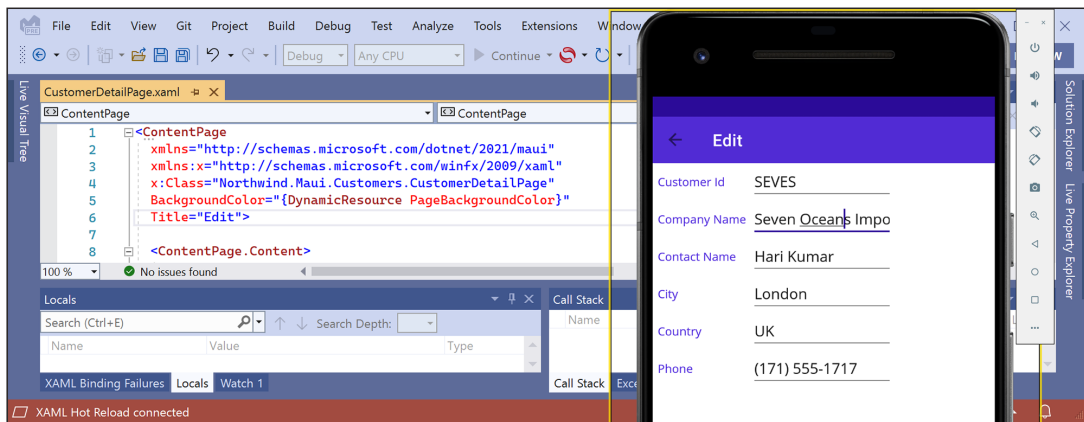 File Edit View Git Project Build Debug Test Analyze Tools Extensions Window
Debug Any CPU Continue
Live Visual Tree
CustomerDetailPage.xaml
ContentPage ContentPage
1 <ContentPage
2 xmlns="http://schemas.microsoft.com/dotnet/2021/maui"
3 xmlns:x="http://schemas.microsoft.com/winfx/2009/xaml"
4 x:Class="Northwind.Maui.Customers.CustomerDetailPage"
5 BackgroundColor="{DynamicResource PageBackgroundColor}"
6 Title="Edit">
7
8 <ContentPage.Content>
100 % No issues found
Locals
Search (Ctrl+E) Search Depth:
Name Value Type
XAML Binding Failures Locals Watch 1
Call Stack
Name
Call Stack Exce
XAML Hot Reload connected
Edit
Customer Id SEVES
Company Name Seven Oceans Impo
Contact Name Hari Kumar
City London
Country UK
Phone (171) 555-1717
Solution Explorer
Live Property Explorer